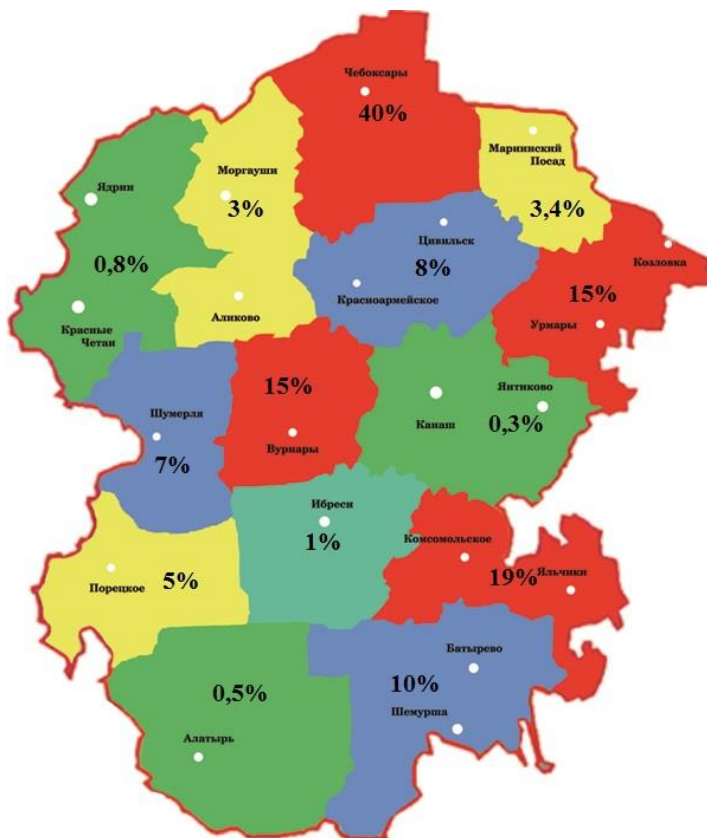 Чебоксары
40%
Мариинский
Посад
3,4%
Моргауши
3%
Ядрин
0,8%
Цивильск
8%
Красноармейское
Козловка
15%
Урмары
Аликово
Красные
Четаи
15%
Вурнары
Янтиково
Канаш
0,3%
Шумерля
7%
Ибреси
1%
Комсомольское
19%
Яльчики
Порецкое
5%
Батырево
10%
Шемурша
0,5%
Алатырь